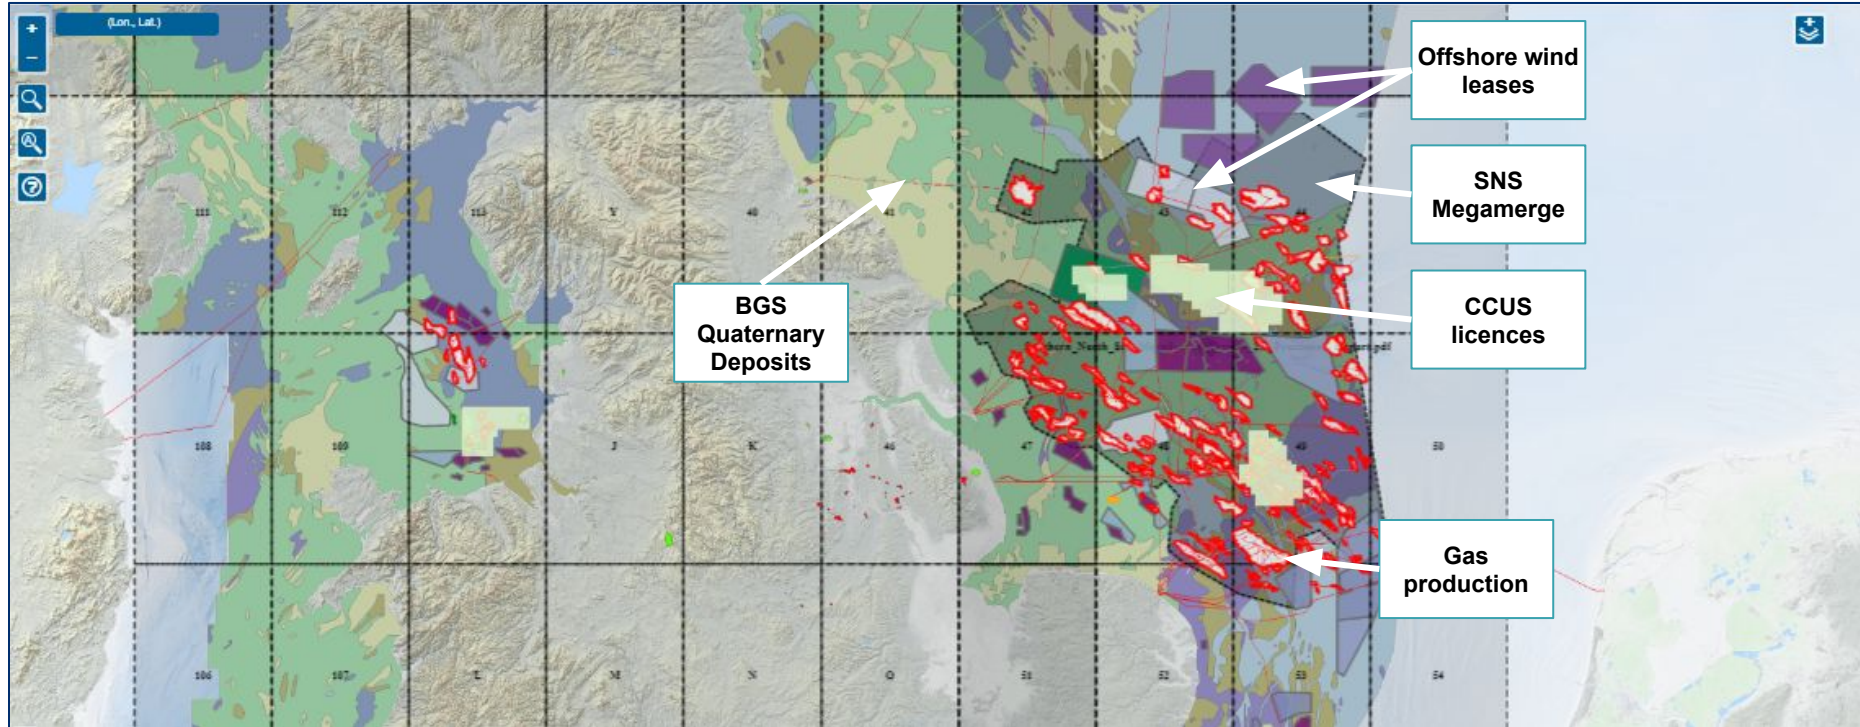 (Lon., Lat.)
Offshore wind
leases
SNS
Megamerge
111
112
113
Y
40
41
42
43
44
BGS
Quaternary
Deposits
CCUS
licences
108
109
J
K
46
47
48
49
50
Gas
production
106
107
L
M
N
O
51
52
53
54